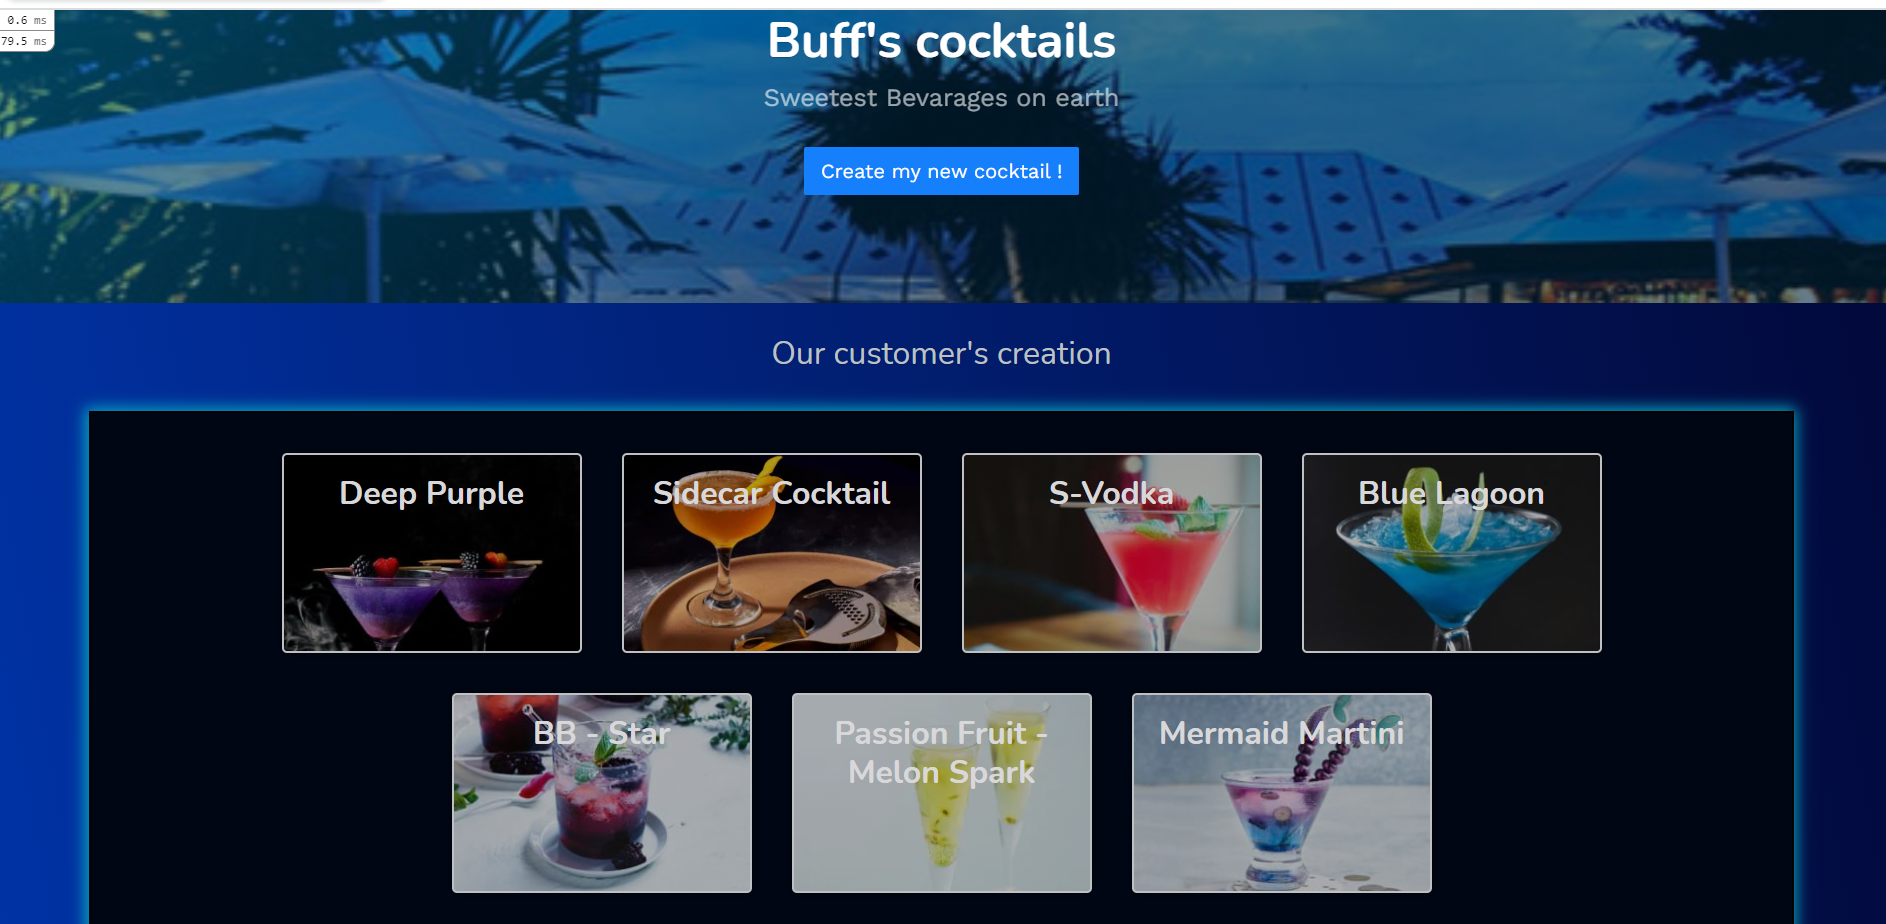 0.6 ms
79.5 ms
Buff's cocktails
Sweetest Bevarages on earth
Create my new cocktail !
Our customer's creation
Deep Purple
Sidecar Cocktail
S-Vodka
Blue Lagoon
BB - Star
Passion Fruit -
Melon Spark
Mermaid Martini